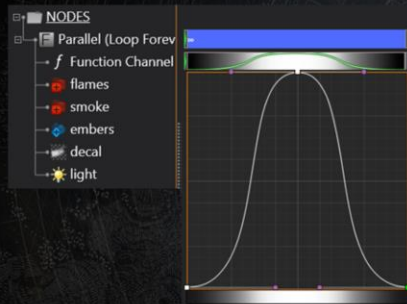 NODES
Parallel (Loop Forev
f Function Channel
flames
smoke
embers
decal
light